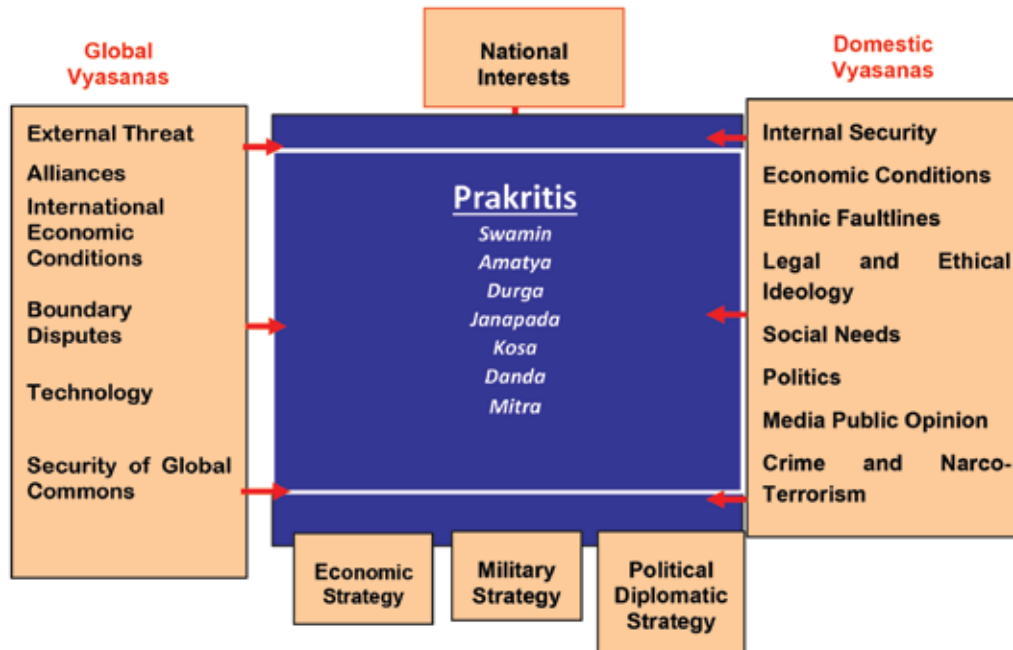 Global
Vyasanas
National
Interests
Domestic
Vyasanas
External Threat
Alliances
International
Economic
Conditions
Boundary
Disputes
Technology
Security of Global
Commons
Prakritis
Swamin
Amatya
Durga
Janapada
Kosa
Danda
Mitra
Internal Security
Economic Conditions
Ethnic Faultlines
Legal and Ethical
Ideology
Social Needs
Politics
Media Public Opinion
Crime and Narco-
Terrorism
Economic
Strategy
Military
Strategy
Political
Diplomatic
Strategy